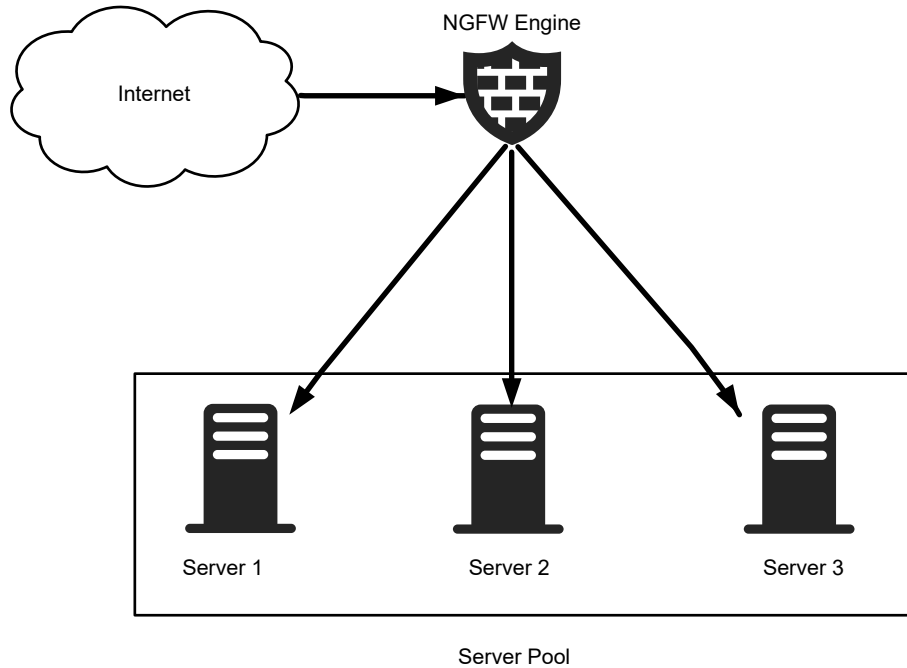 NGFW Engine
Internet
Server 1
Server 2
Server 3
Server Pool